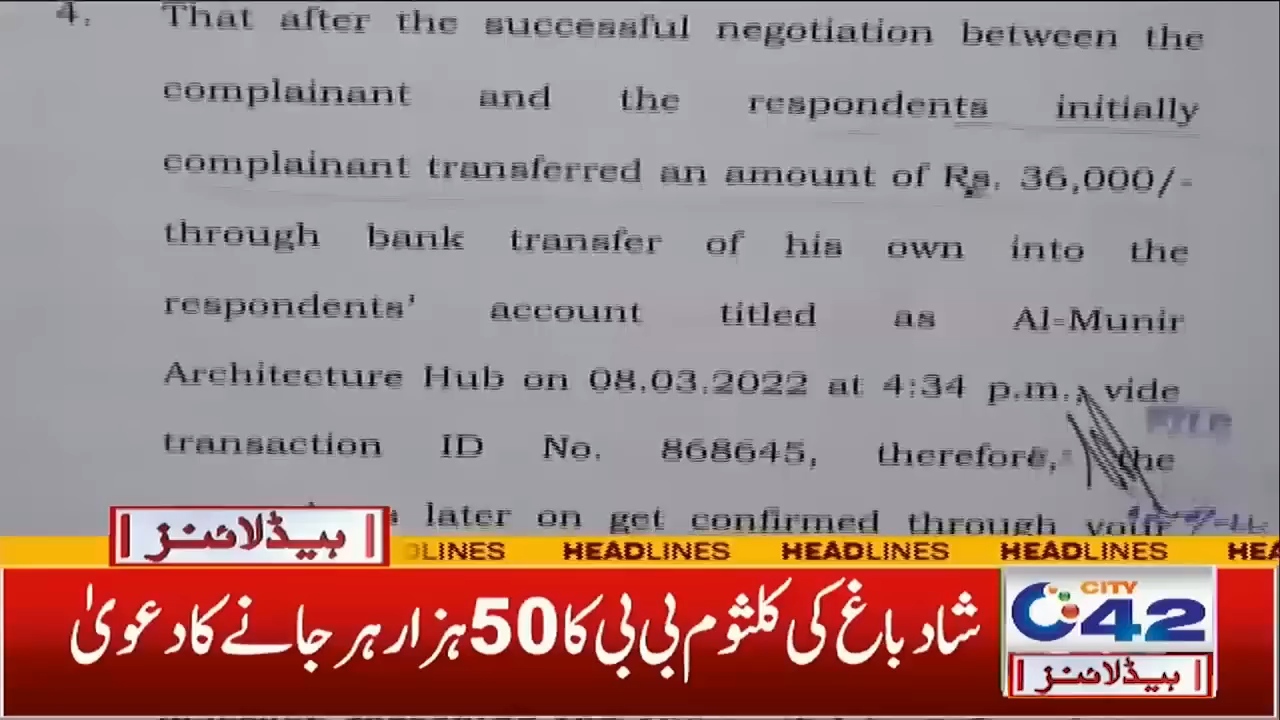 4. That after the successful negotiation between the
complainant and the respondents initially
complainant transferred an amount of Rs. 36,000/-
through bank transfer of his own into the
respondents' account titled as Al-Munir
Architecture Hub on 08.03.2022 at 4:34 p.m., vide
transaction ID No. 868645, therefore, the
later on get confirmed through your
ہیڈلائنز
HEADLINES HEADLINES HEADLINES
شاد باغ کی کلثوم بی بی کا 50 ہزار ہرجانے کا دعویٰ
CITY
42
ہیڈلائنز